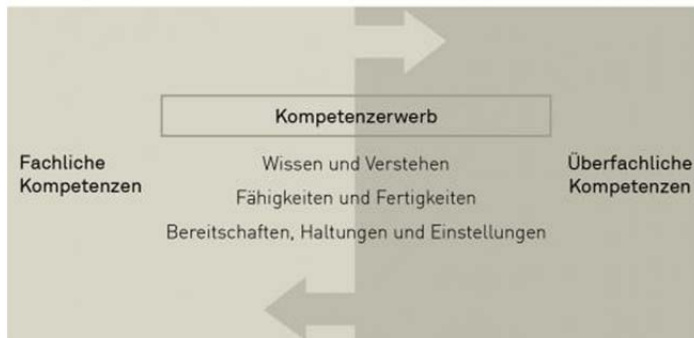 Kompetenzerwerb
Fachliche
Kompetenzen
Wissen und Verstehen
Fähigkeiten und Fertigkeiten
Bereitschaften, Haltungen und Einstellungen
Überfachliche
Kompetenzen